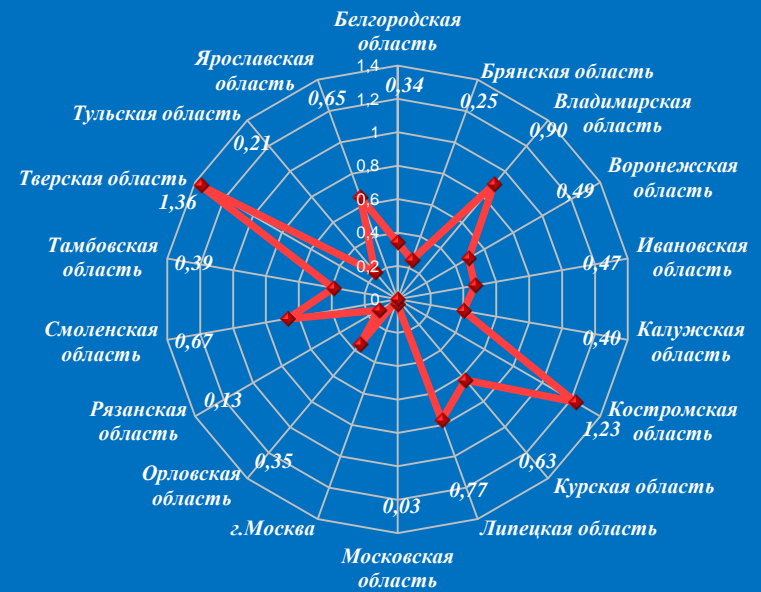 Белгородская
область
0,34
Брянская область
0,25
Владимирская
область
0,90
Воронежская
область
0,49
Ивановская
область
0,47
Калужская
область
0,40
Костромская
область
1,23
Курская область
0,63
Липецкая область
0,77
Московская
область
0,03
г.Москва
Орловская
область
0,35
Рязанская
область
0,13
Смоленская
область
0,67
Тамбовская
область
0,39
Тверская область
1,36
Тульская область
0,21
Ярославская
область
0,65
1,4
1,2
1
0,8
0,6
0,4
0,2
0